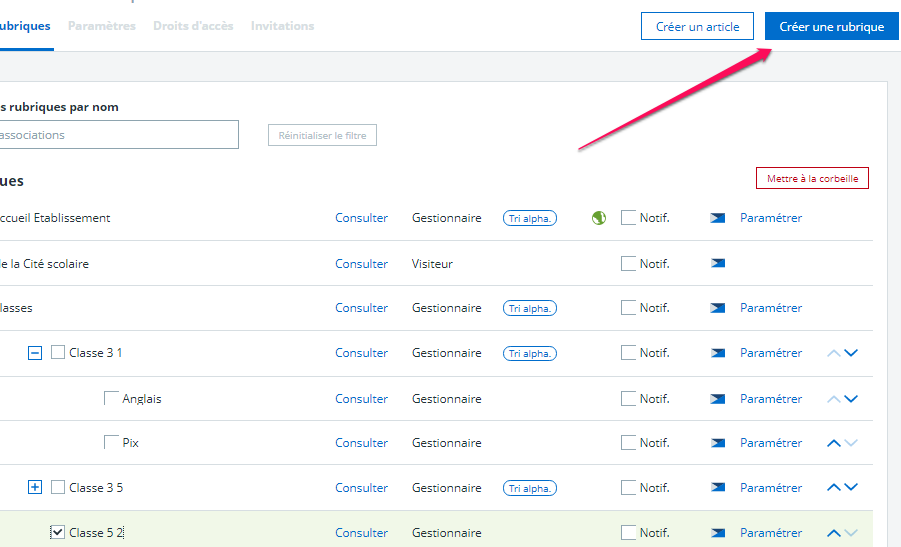 ubriques Paramètres Droits d'accès Invitations Créer un article Créer une rubrique
s rubriques par nom
associations Réinitialiser le filtre
ues Mettre à la corbeille
ccueil Etablissement Consulter Gestionnaire Tri alpha. Notif. Paramétrer
e la Cité scolaire Consulter Visiteur Notif.
lasses Consulter Gestionnaire Tri alpha. Notif. Paramétrer
Classe 3 1 Consulter Gestionnaire Tri alpha. Notif. Paramétrer
Anglais Consulter Gestionnaire Notif. Paramétrer
Pix Consulter Gestionnaire Notif. Paramétrer
Classe 3 5 Consulter Gestionnaire Tri alpha. Notif. Paramétrer
Classe 5 2 Consulter Gestionnaire Notif. Paramétrer